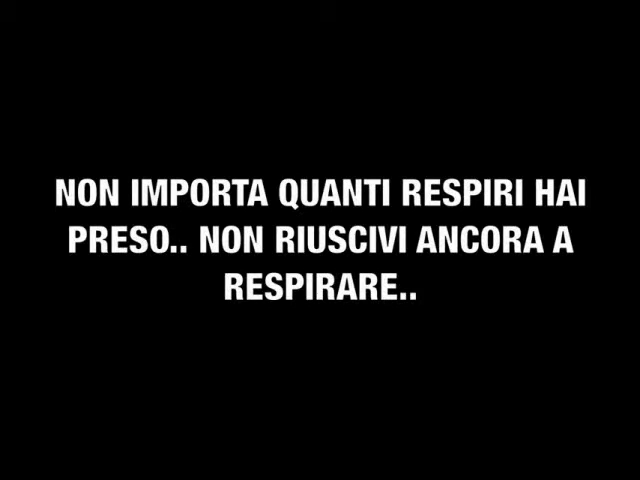 NON IMPORTA QUANTI RESPIRI HAI
PRESO.. NON RIUSCIVI ANCORA A
RESPIRARE..